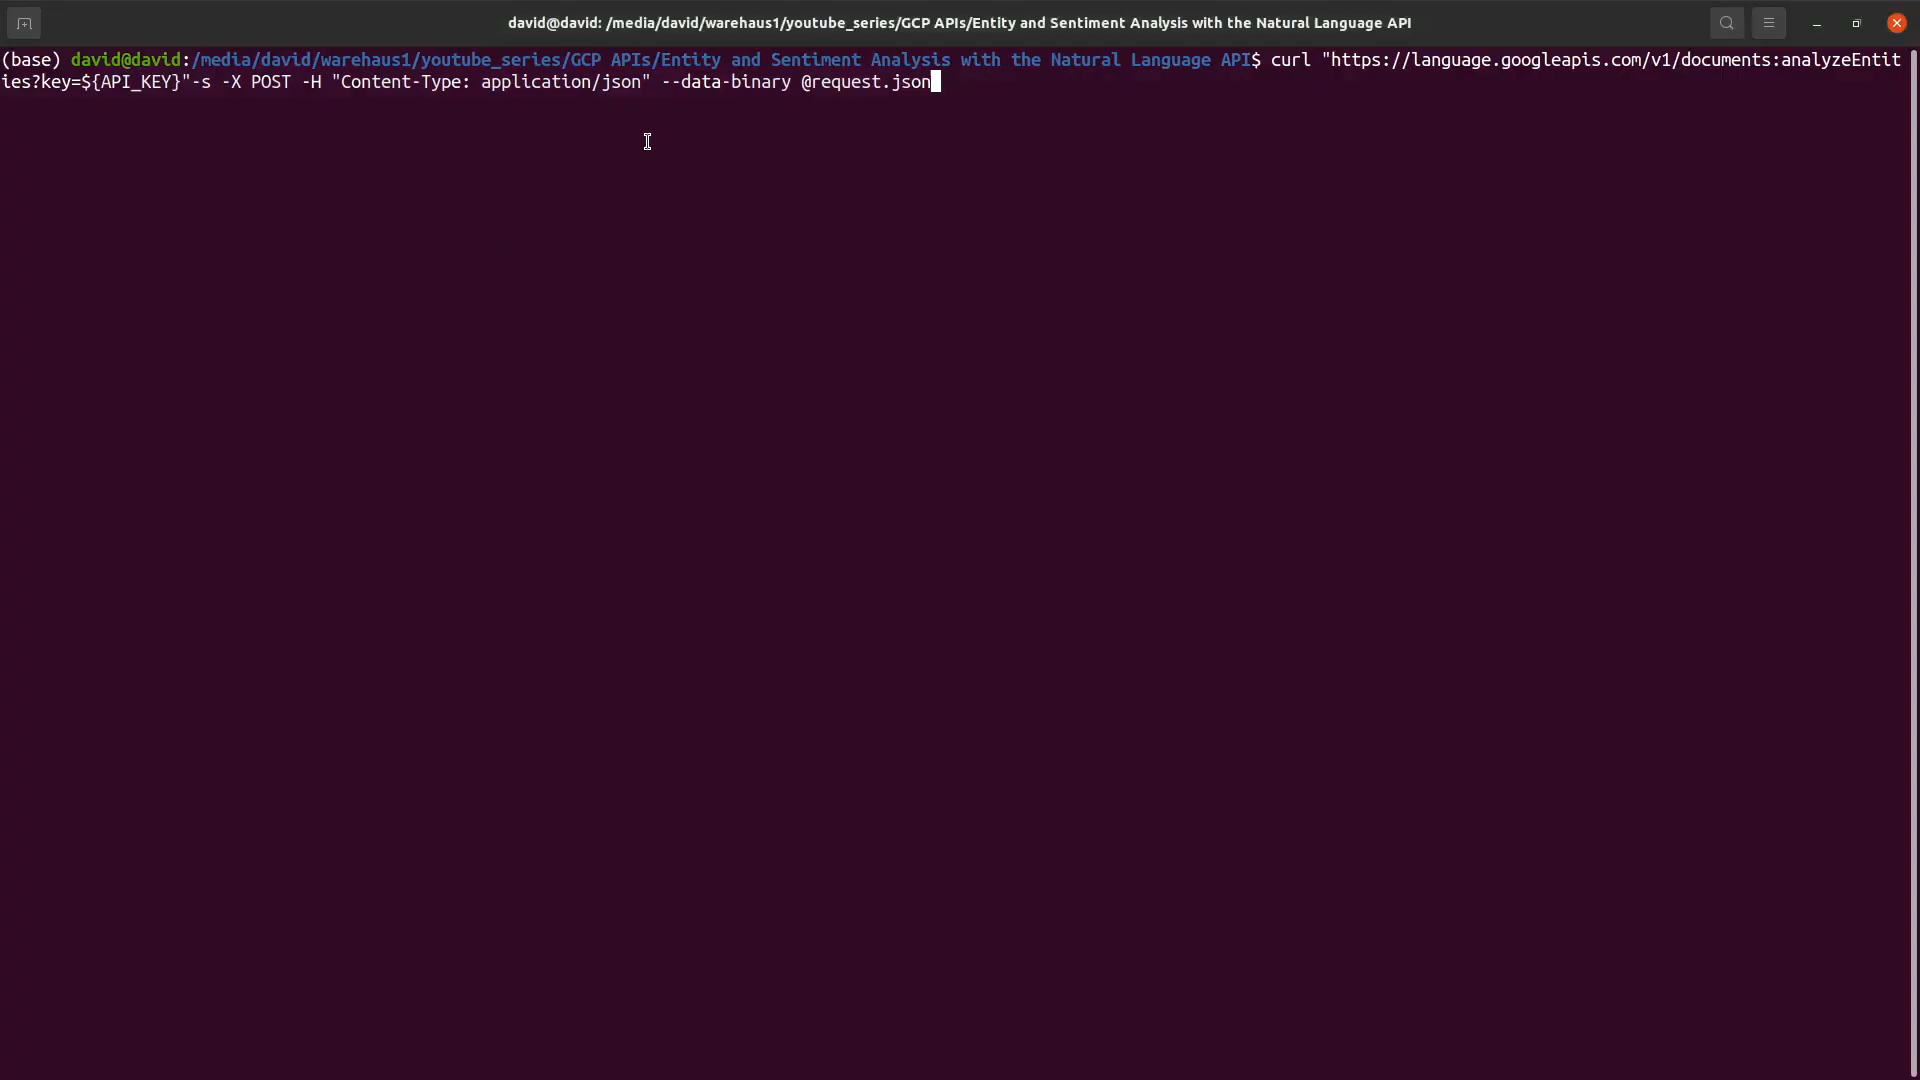 david@david: /media/david/warehaus1/youtube_series/GCP APIs/Entity and Sentiment Analysis with the Natural Language API
(base) david@david:/media/david/warehaus1/youtube_series/GCP APIs/Entity and Sentiment Analysis with the Natural Language API$ curl "https://language.googleapis.com/v1/documents:analyzeEntit
ies?key=${API_KEY}"-s -X POST -H "Content-Type: application/json" --data-binary @request.json